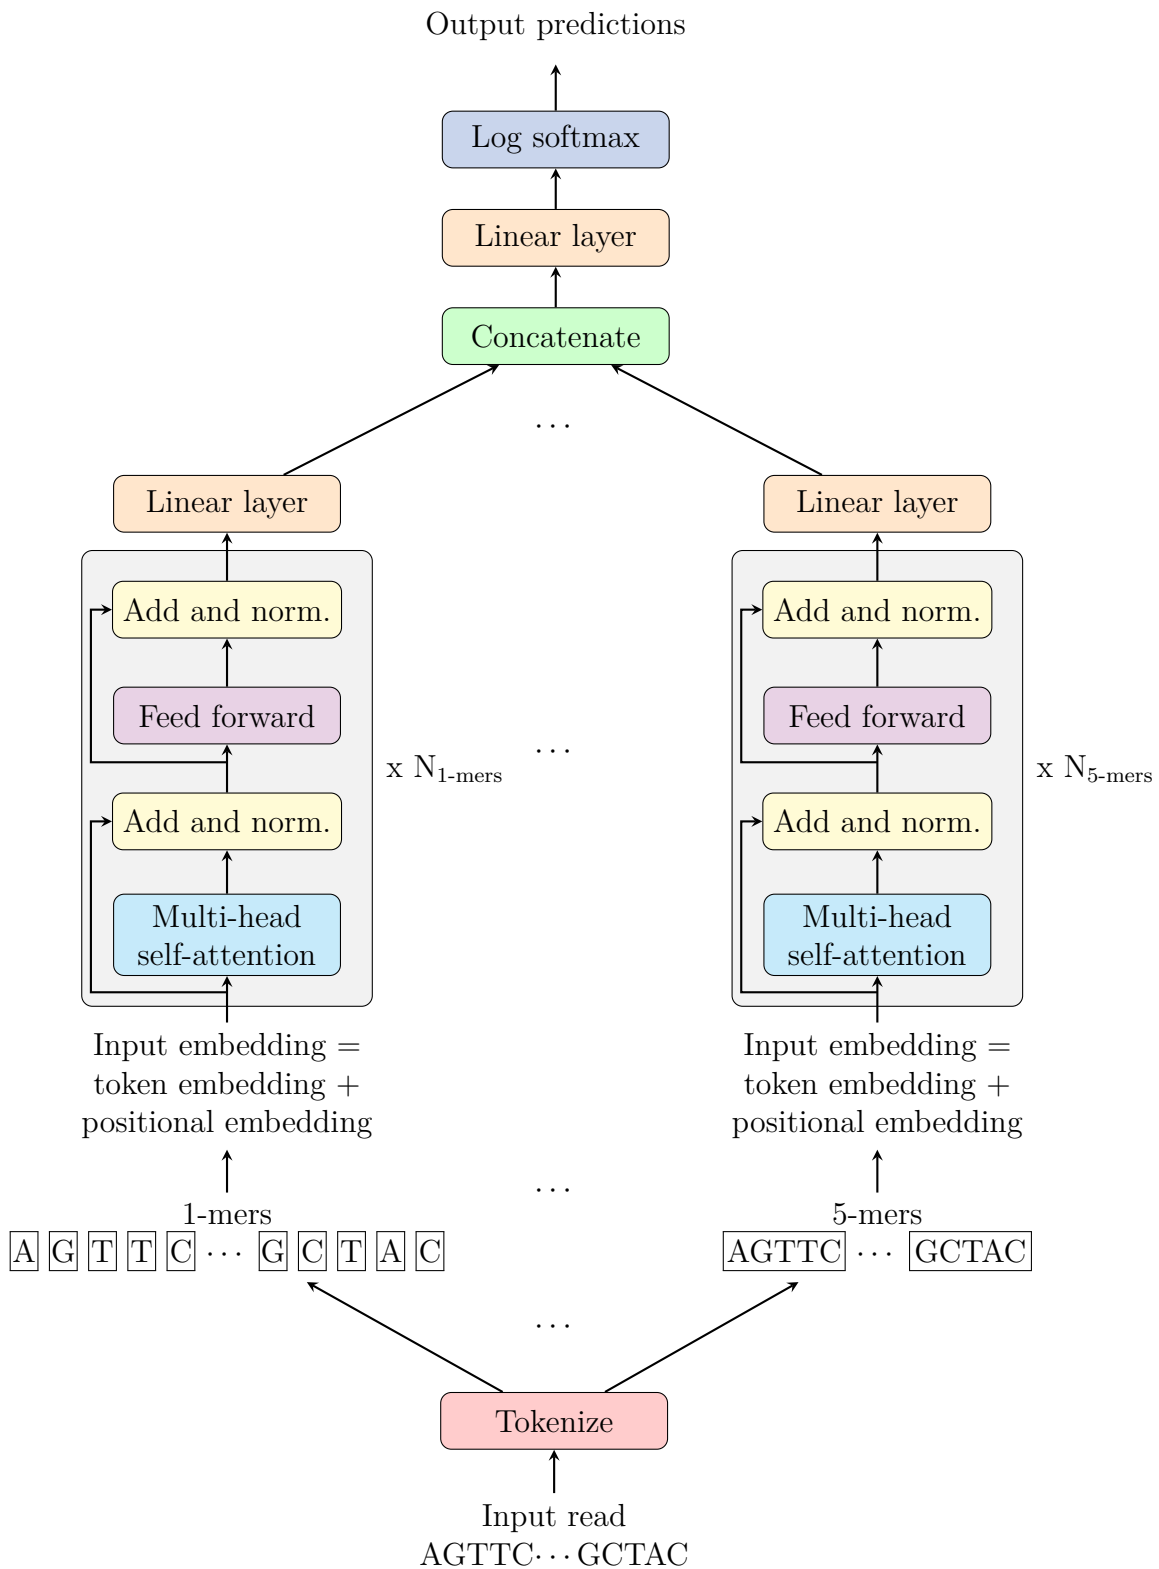 Output predictions
Log softmax
Linear layer
Concatenate
···
Linear layer
Linear layer
Add and norm.
Add and norm.
Feed forward
Feed forward
···
x N1-mers
x N5-mers
Add and norm.
Add and norm.
Multi-head
self-attention
Multi-head
self-attention
Input embedding =
token embedding +
positional embedding
Input embedding =
token embedding +
positional embedding
···
1-mers
A G T T C ··· G C T A C
5-mers
AGTTC ··· GCTAC
···
Tokenize
Input read
AGTTC···GCTAC